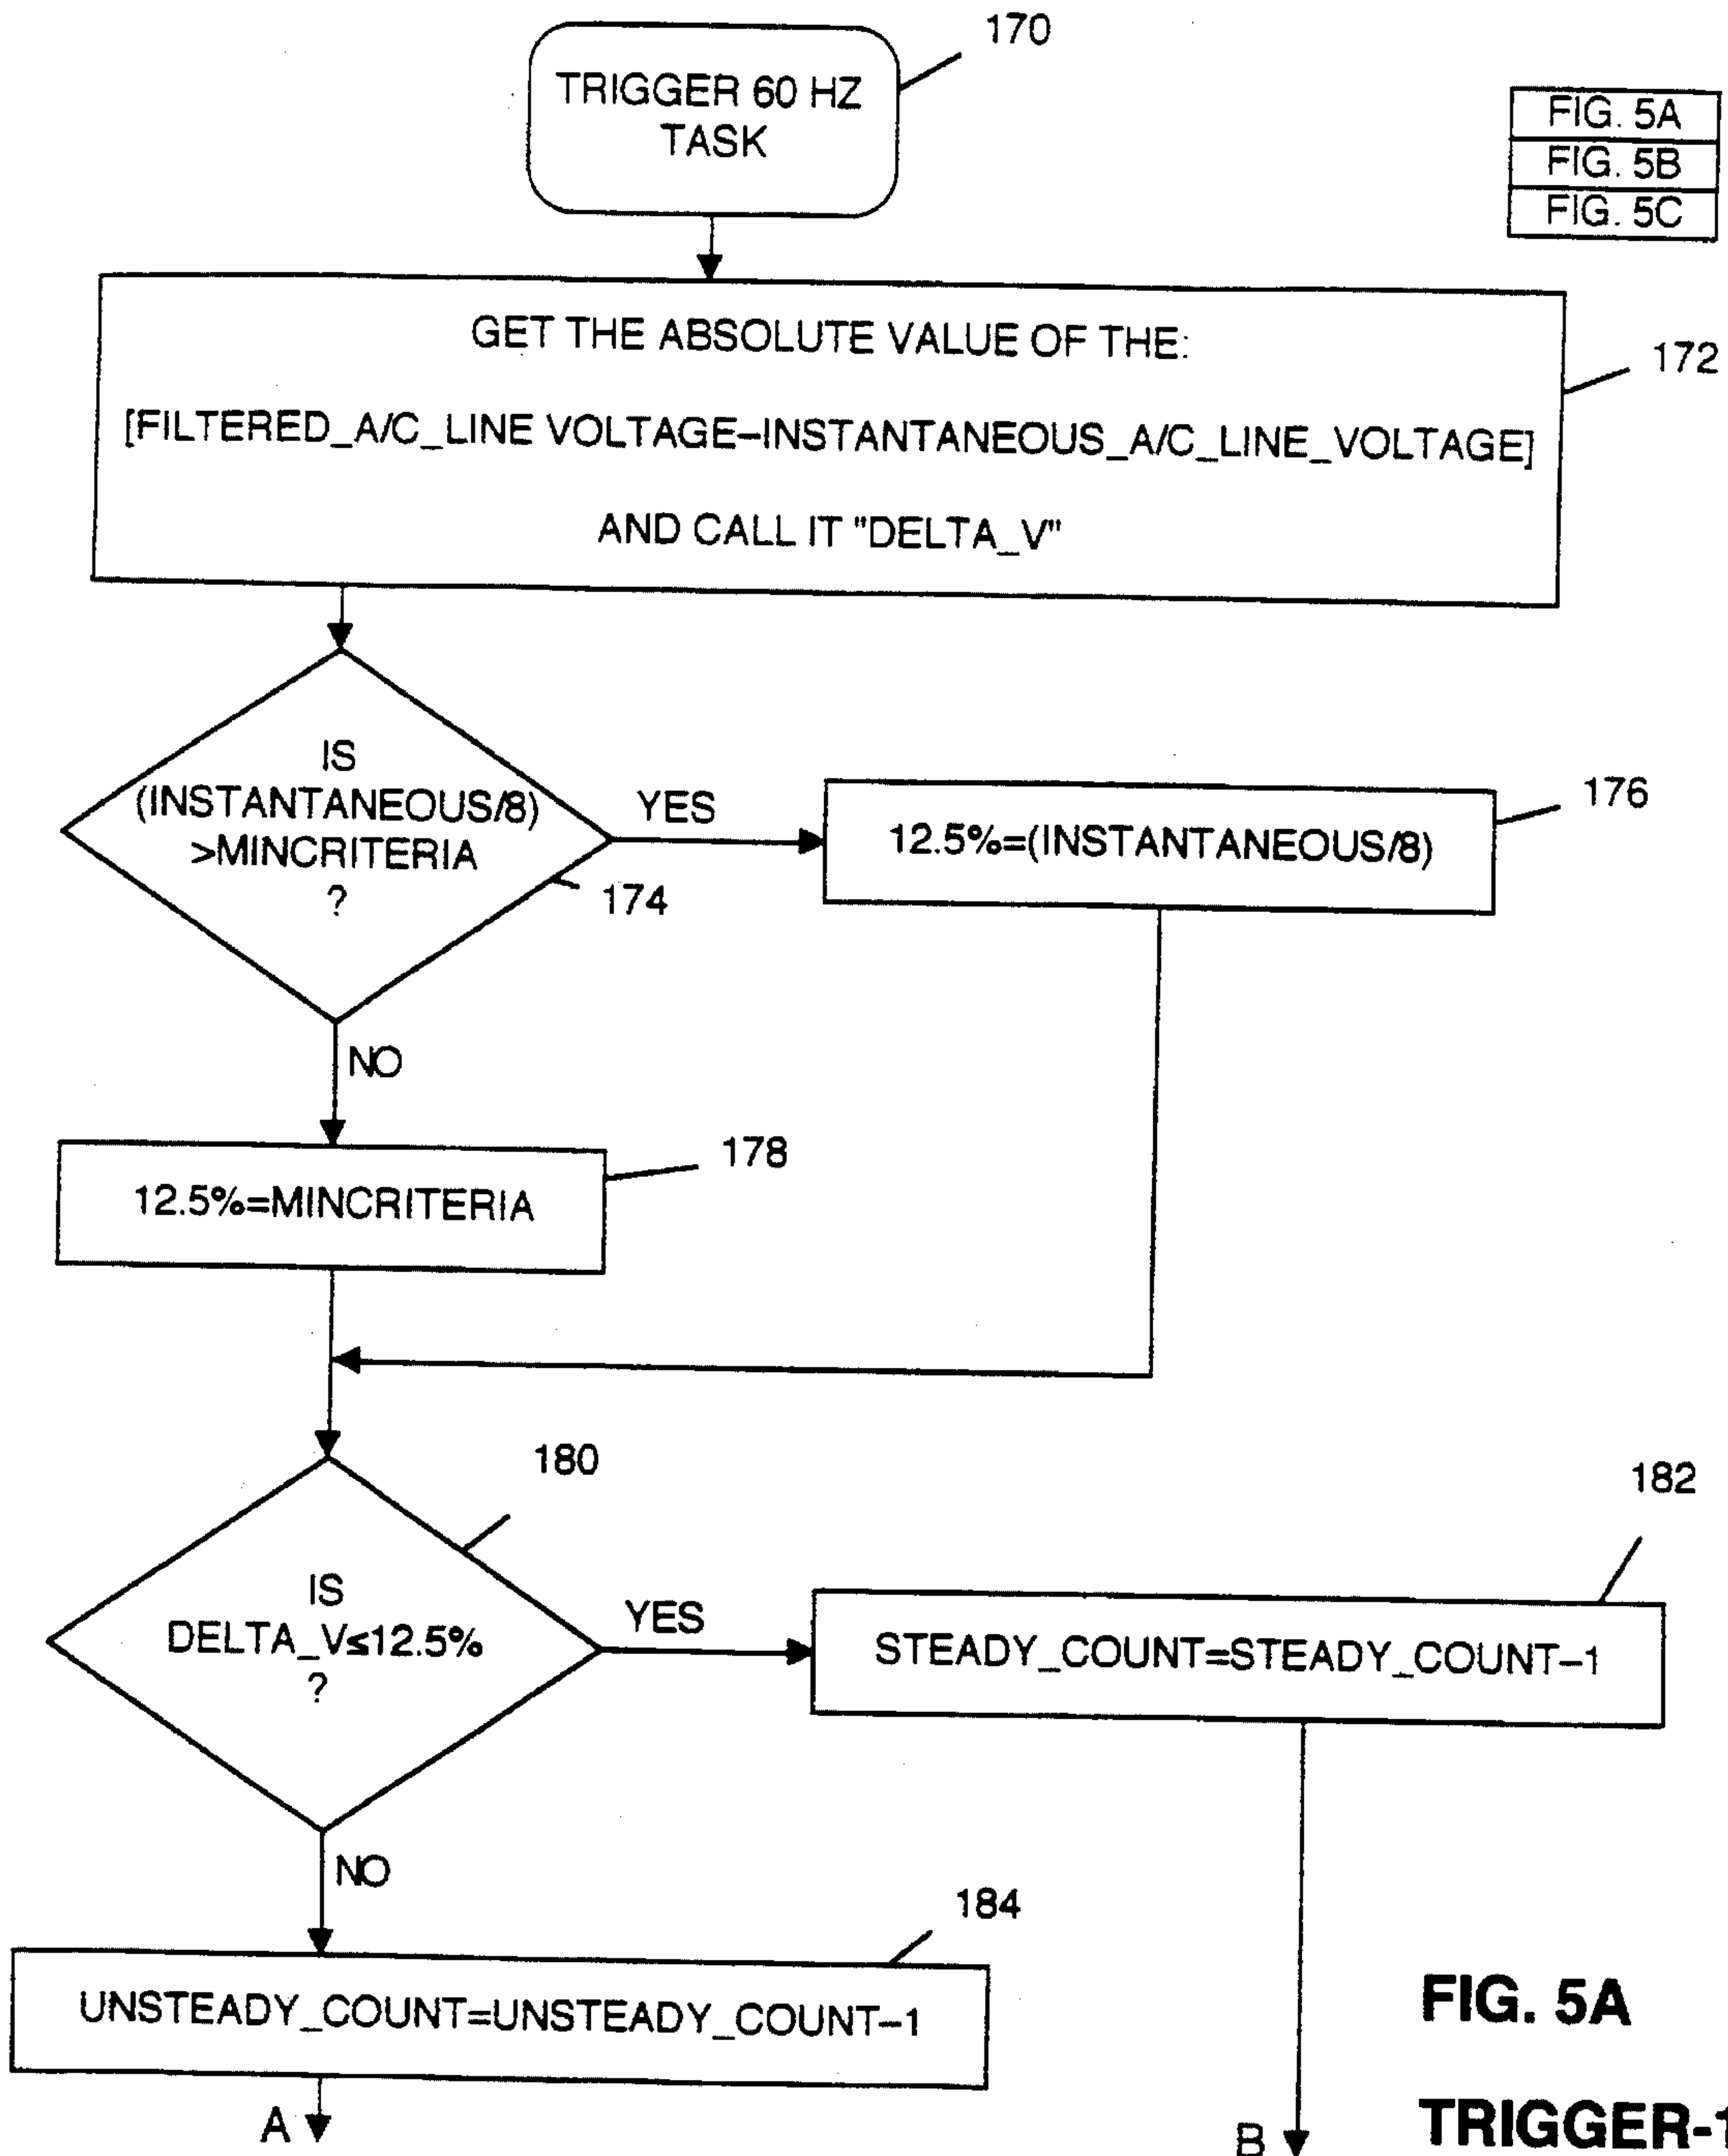 170
TRIGGER 60 HZ
TASK
FIG. 5A
FIG. 5B
FIG. 5C
GET THE ABSOLUTE VALUE OF THE:
[FILTERED_A/C_LINE VOLTAGE–INSTANTANEOUS_A/C_LINE_VOLTAGE]
AND CALL IT "DELTA_V"
172
IS
(INSTANTANEOUS/8)
>MINCRITERIA
?
174
YES
12.5%=(INSTANTANEOUS/8)
176
NO
12.5%=MINCRITERIA
178
IS
DELTA_V≤12.5%
?
180
YES
STEADY_COUNT=STEADY_COUNT–1
182
NO
UNSTEADY_COUNT=UNSTEADY_COUNT–1
184
A
B
FIG. 5A
TRIGGER-1